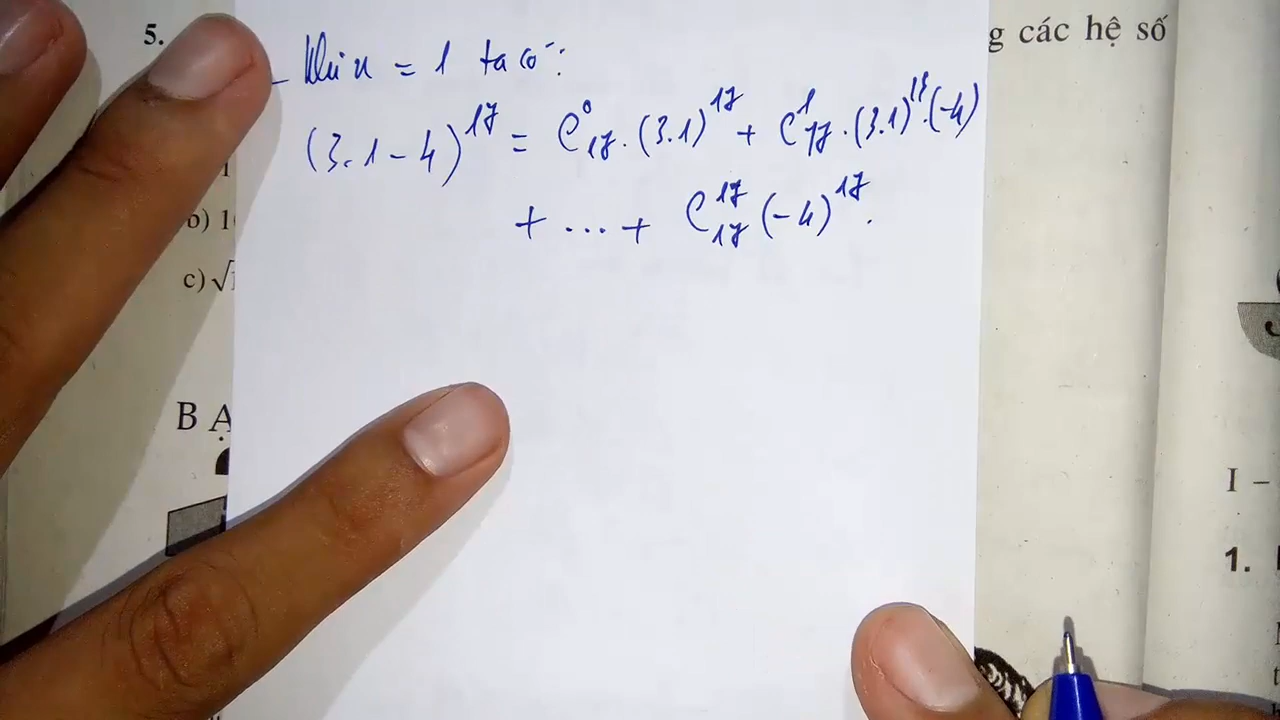 5.
g các hệ số
- Khi x = 1 ta có:
(3.1 - 4)^17 = C^0_17 . (3.1)^17 + C^1_17 . (3.1)^16 . (-4)
+ ... + C^17_17 (-4)^17 .
b) 1
c) √
B Ạ
I –
1.